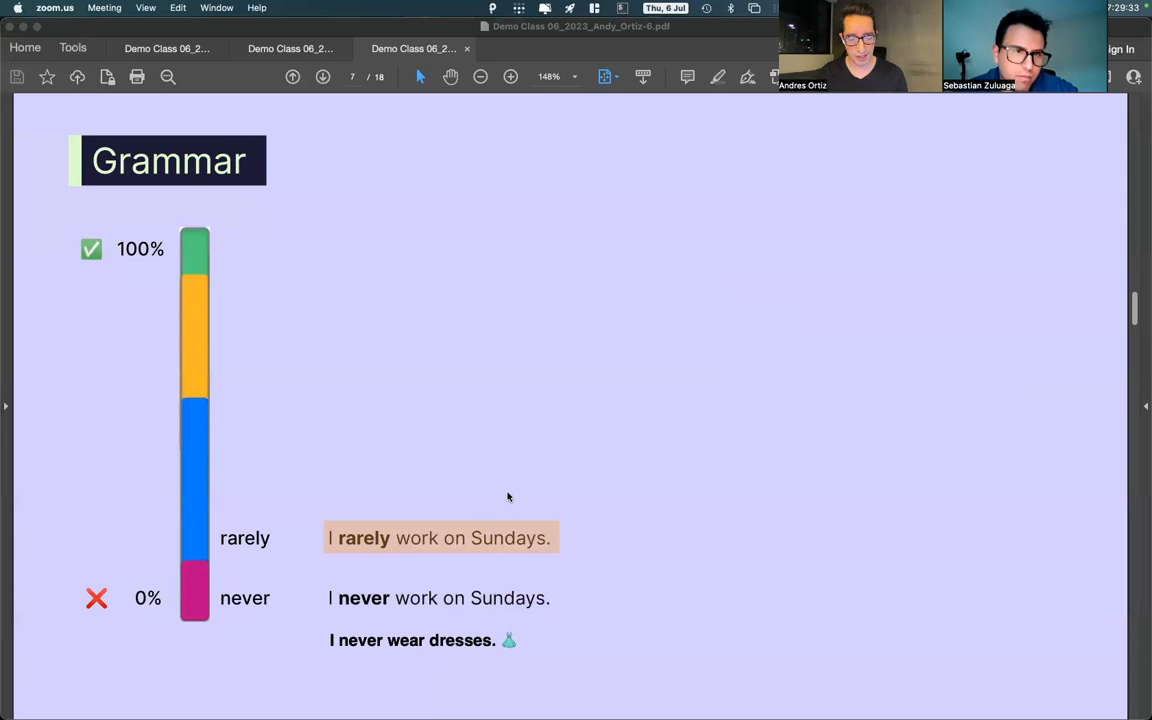 zoom.us Meeting View Edit Window Help Thu, 6 Jul 7:29:33
Demo Class 06_2023_Andy_Ortiz-6.pdf
Home Tools Demo Class 06_2... Demo Class 06_2... Demo Class 06_2... × Sign In
7 / 18 148%
Andres Ortiz
Sebastian Zuluaga
Grammar
100%
rarely I rarely work on Sundays.
0% never I never work on Sundays.
I never wear dresses.